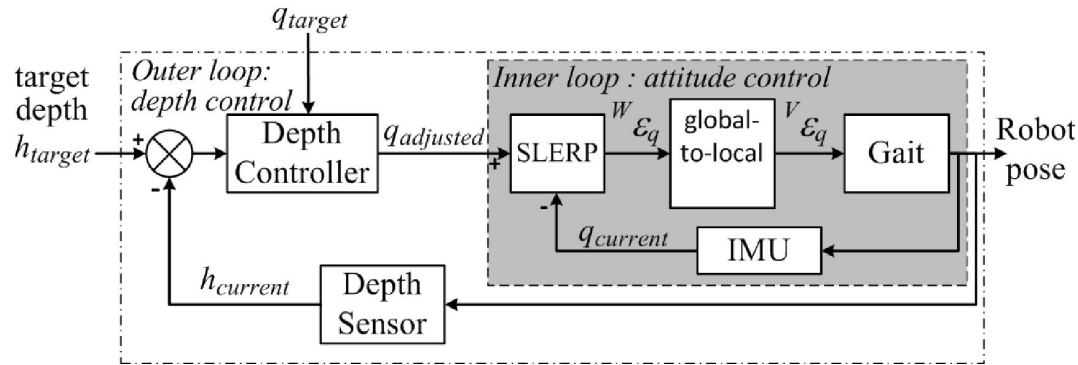 q_target
target
depth
h_target
+
-
Outer loop:
depth control
Depth
Controller
q_adjusted
Inner loop : attitude control
+
-
SLERP
W ε_q
global-
to-local
V ε_q
Gait
Robot
pose
q_current
IMU
h_current
Depth
Sensor